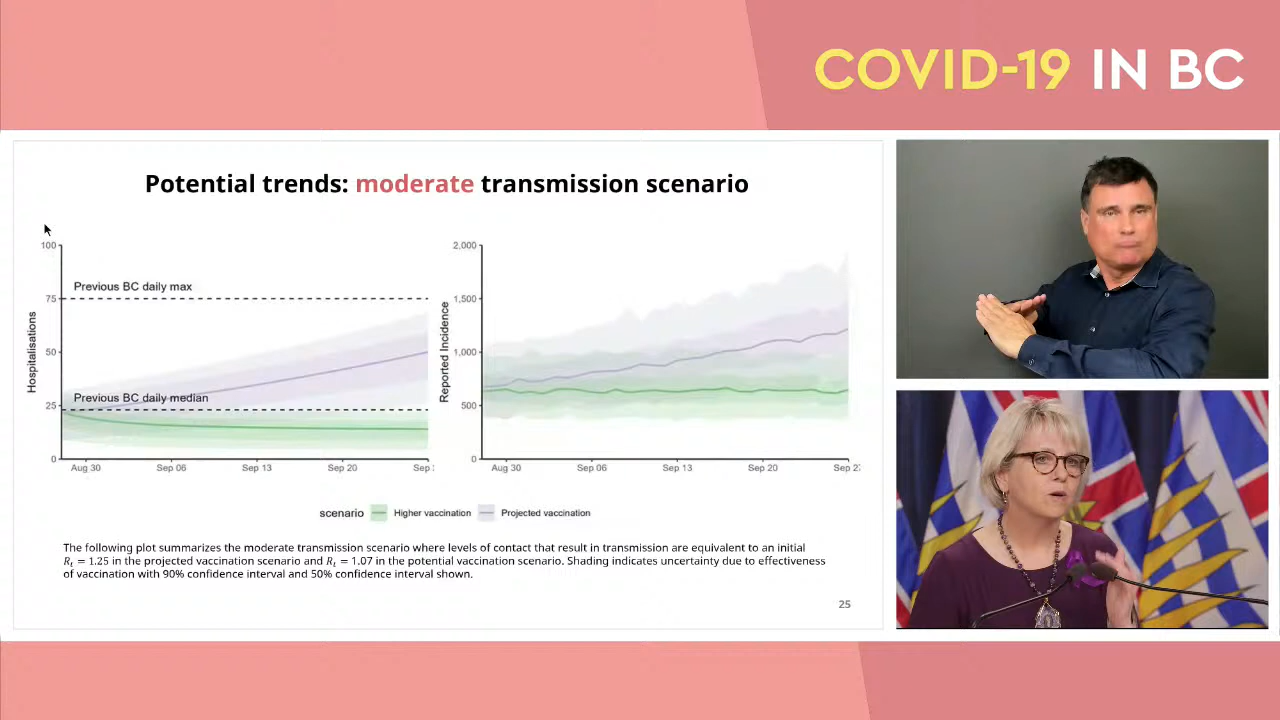 COVID-19 IN BC
Potential trends: moderate transmission scenario
100
75
50
25
0
Hospitalisations
Previous BC daily max
Previous BC daily median
Aug 30 Sep 06 Sep 13 Sep 20 Sep
2,000
1,500
1,000
500
0
Reported Incidence
Aug 30 Sep 06 Sep 13 Sep 20 Sep 27
scenario Higher vaccination Projected vaccination
The following plot summarizes the moderate transmission scenario where levels of contact that result in transmission are equivalent to an initial
Rₜ = 1.25 in the projected vaccination scenario and Rₜ = 1.07 in the potential vaccination scenario. Shading indicates uncertainty due to effectiveness
of vaccination with 90% confidence interval and 50% confidence interval shown.
25